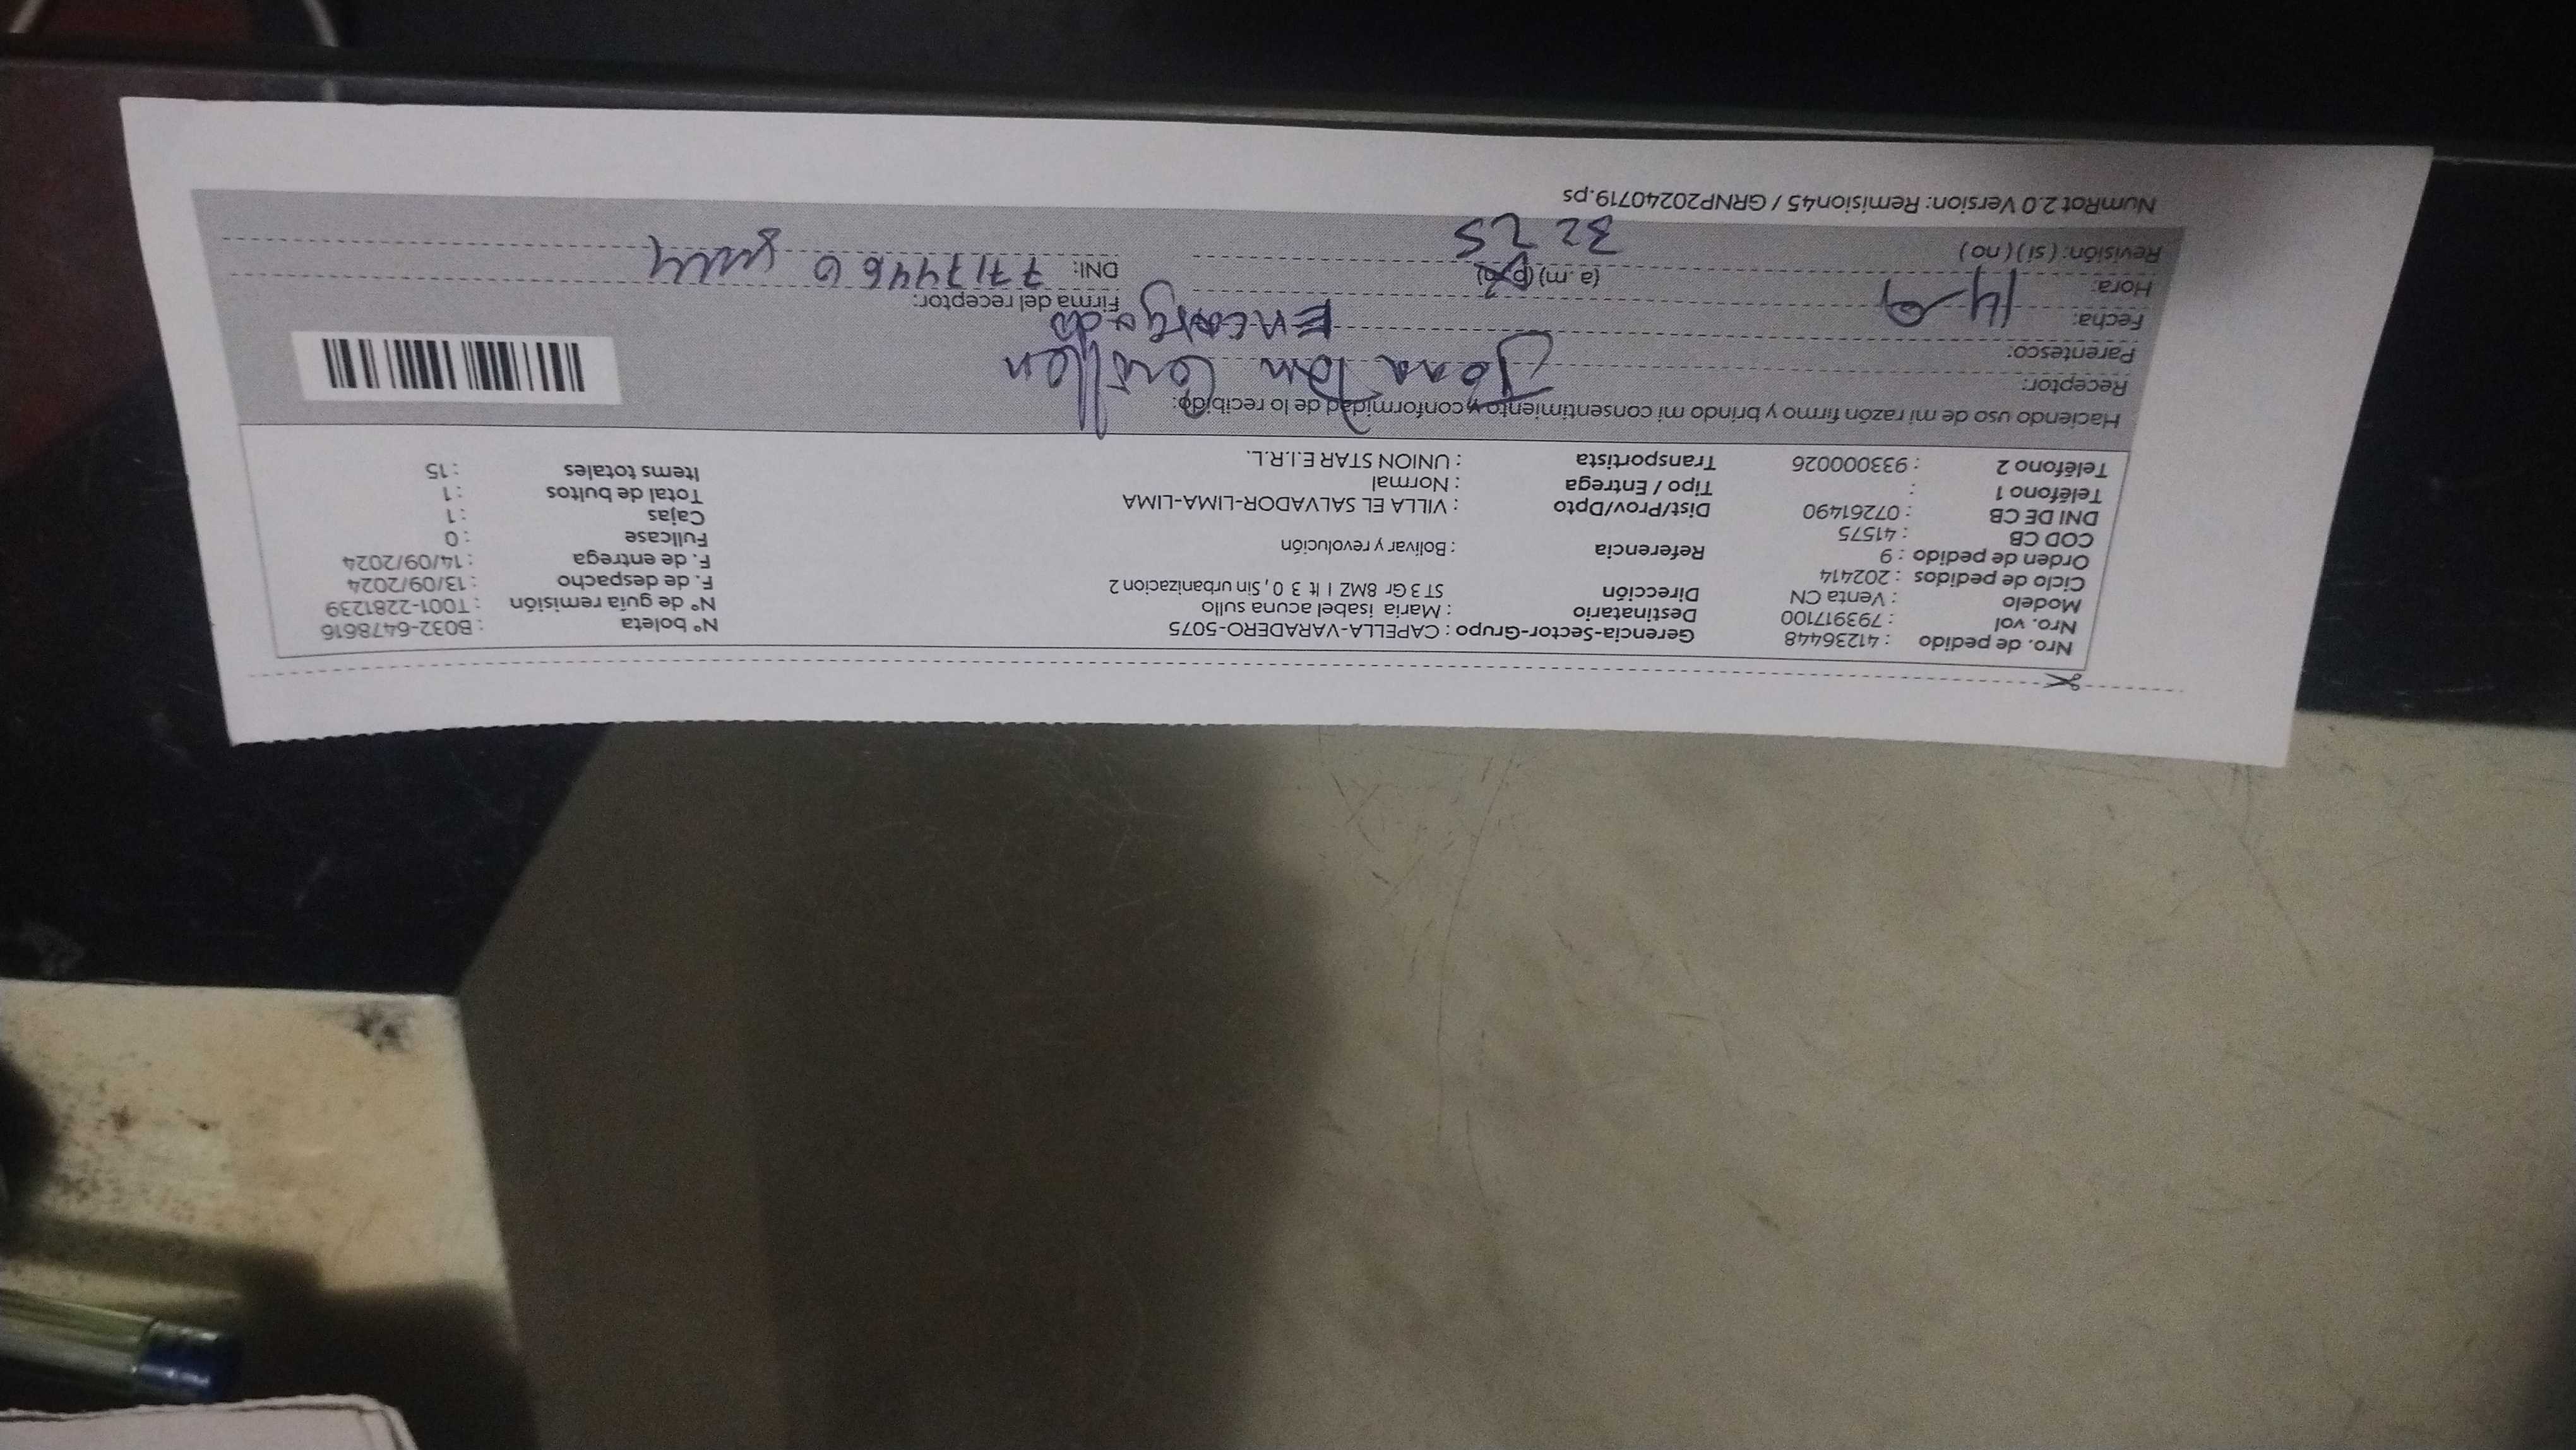 Nro. de pedido : 41236448 Gerencia-Sector-Grupo : CAPELLA-VARADERO-5075 N° boleta : B032-6478616
Nro. vol : 793917100 Destinatario : Maria isabel acuna sullo N° de guía remisión : T001-2281239
Modelo : Venta CN Dirección ST 3 Gr 8MZ I lt 3 0 , Sin urbanizacion 2 F. de despacho : 13/09/2024
Ciclo de pedidos : 202414 F. de entrega : 14/09/2024
Orden de pedido : 9 Referencia : Bolivar y revolución Fullcase : 0
COD CB : 41575 Cajas : 1
DNI DE CB : 07261490 Dist/Prov/Dpto : VILLA EL SALVADOR-LIMA-LIMA Total de bultos : 1
Teléfono 1 : Tipo / Entrega : Normal Items totales : 15
Teléfono 2 : 933000026 Transportista : UNION STAR E.I.R.L.
Haciendo uso de mi razón firmo y brindo mi consentimiento y conformidad de lo recibido:
Receptor:
Parentesco: Encargado
Fecha: 14-9 Firma del receptor:
Hora: (a.m) DNI:
Revisión: (si) (no) 32 25
NumRot 2.0 Version: Remision45 / GRNP20240719.ps